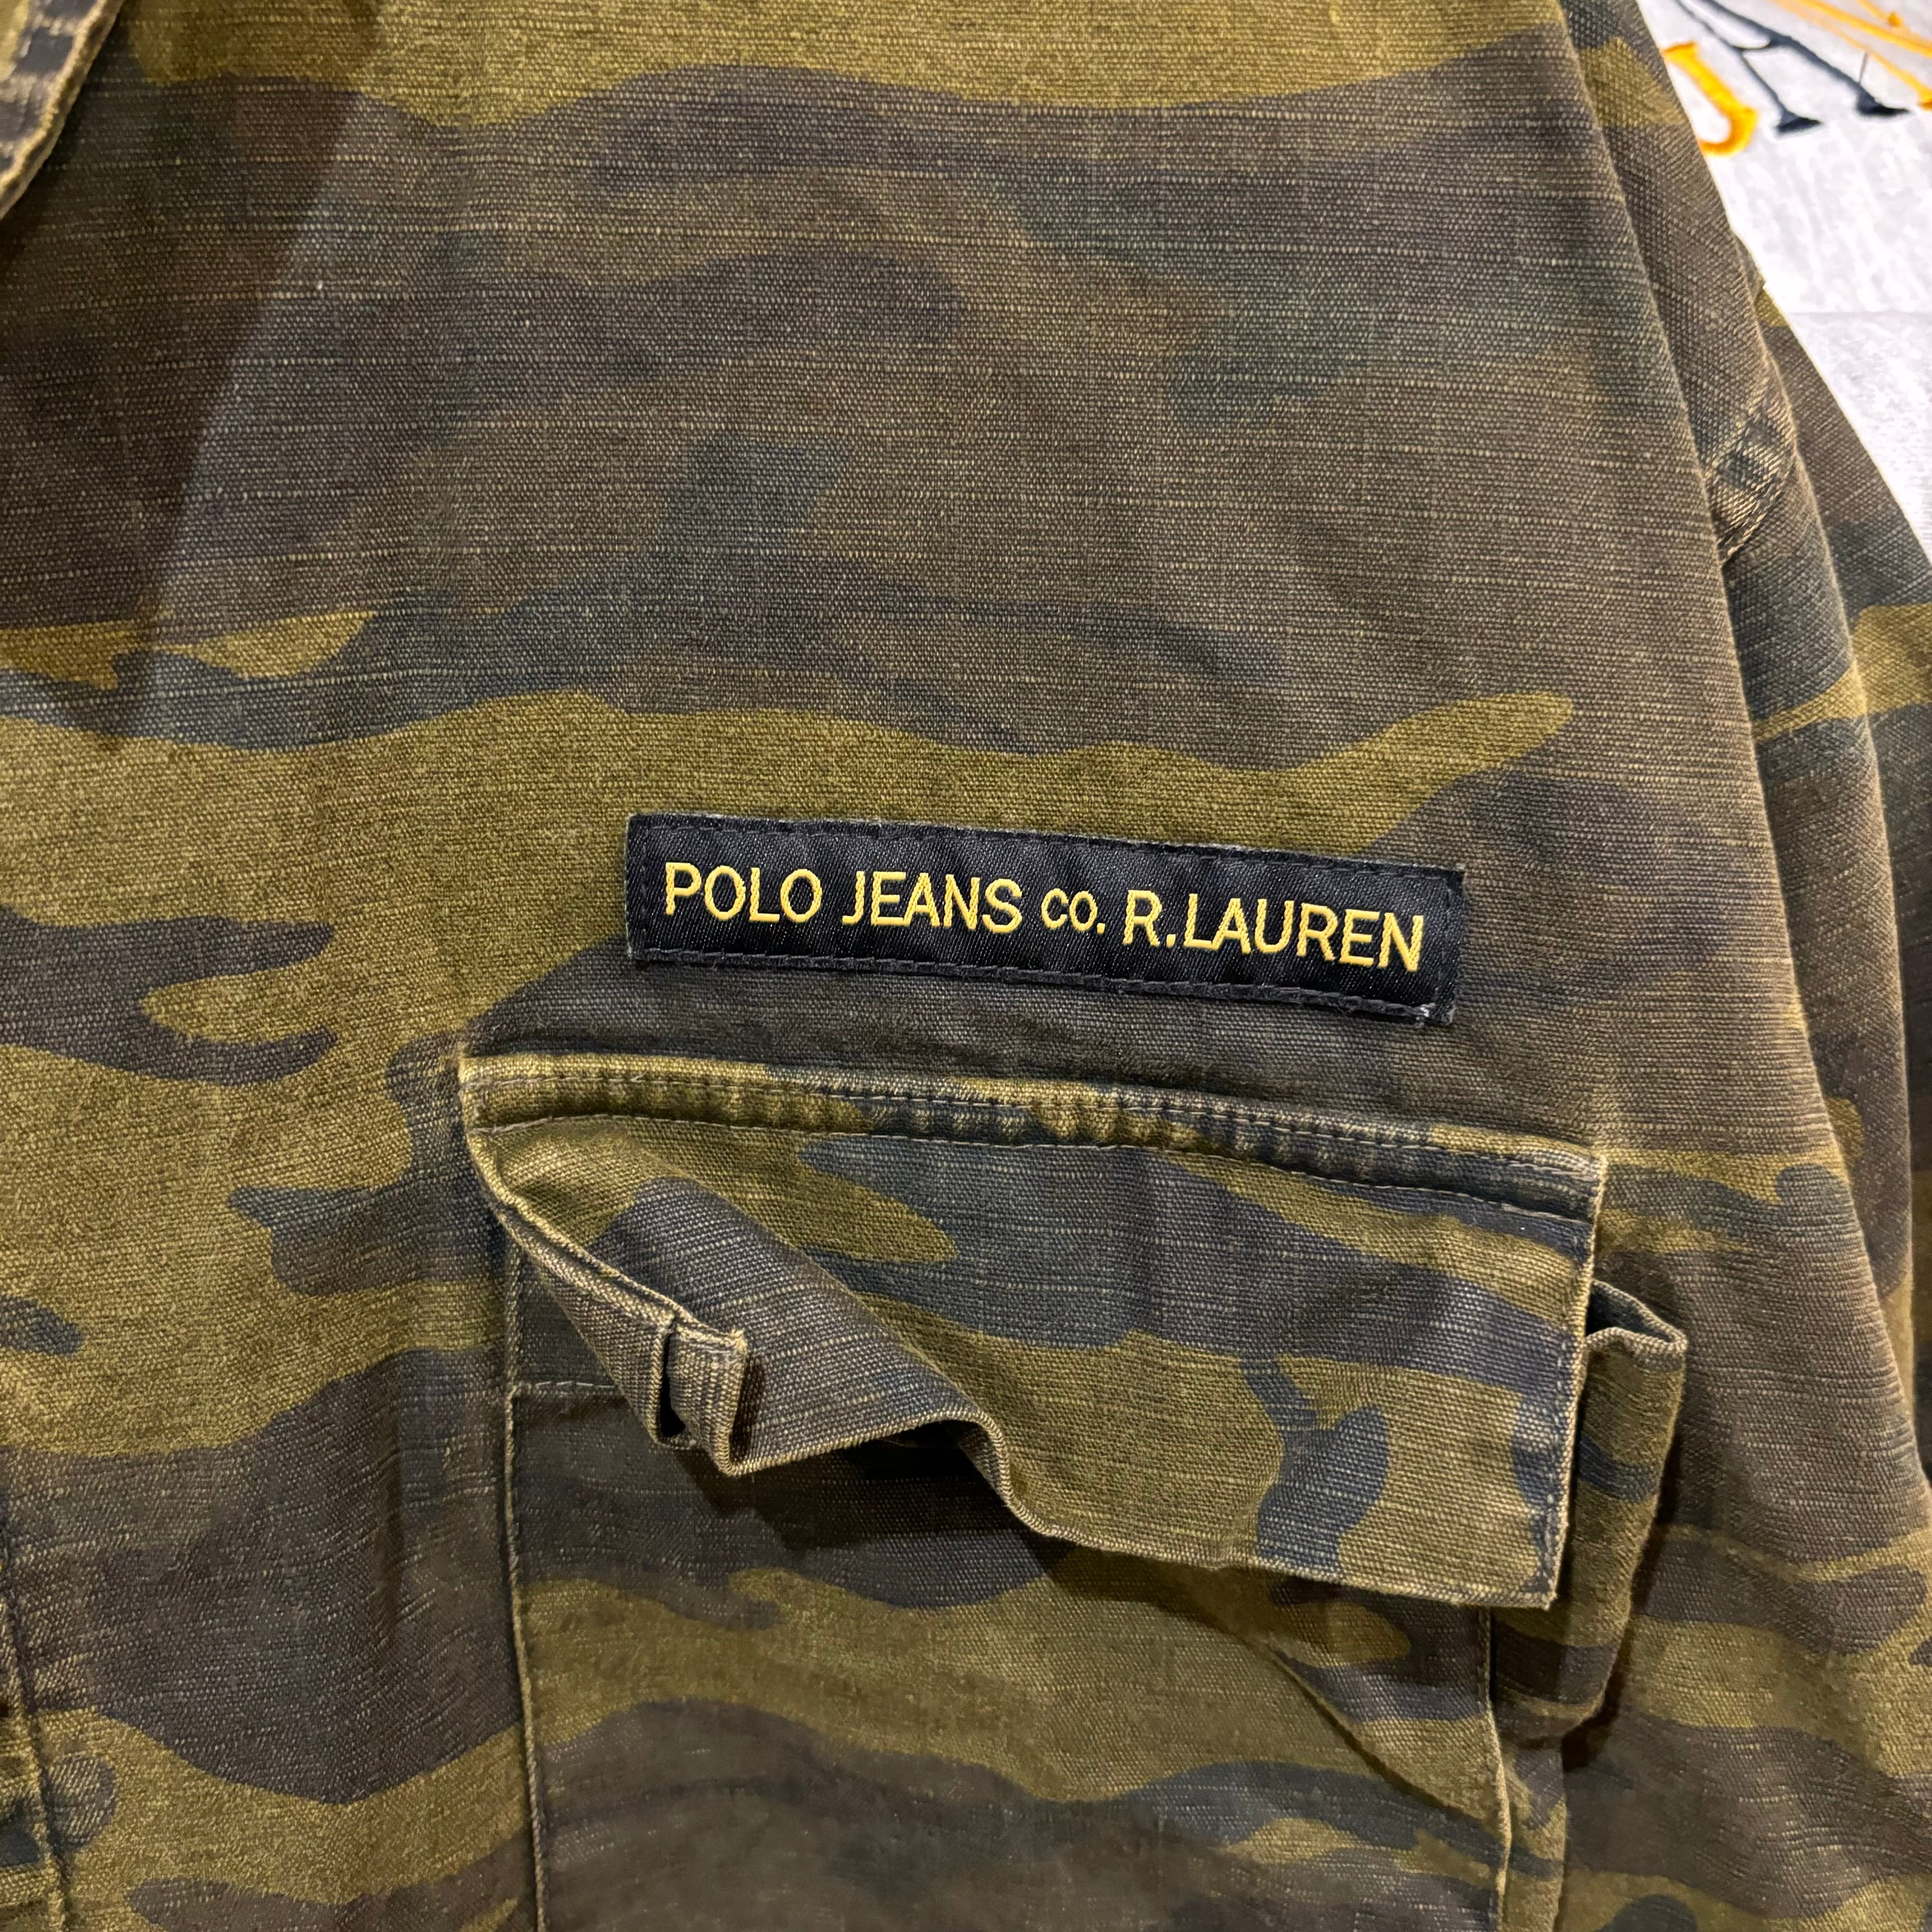 POLO JEANS CO. R.LAUREN